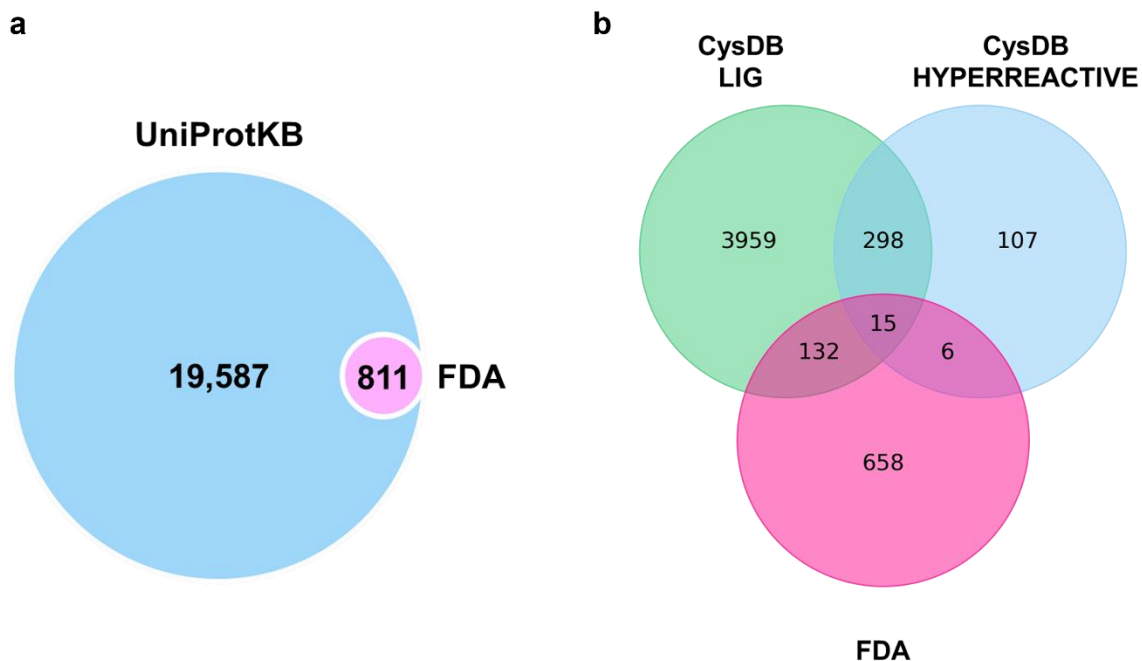 a
UniProtKB
19,587
811
FDA
b
CysDB
LIG
CysDB
HYPERREACTIVE
3959
298
107
15
132
6
658
FDA